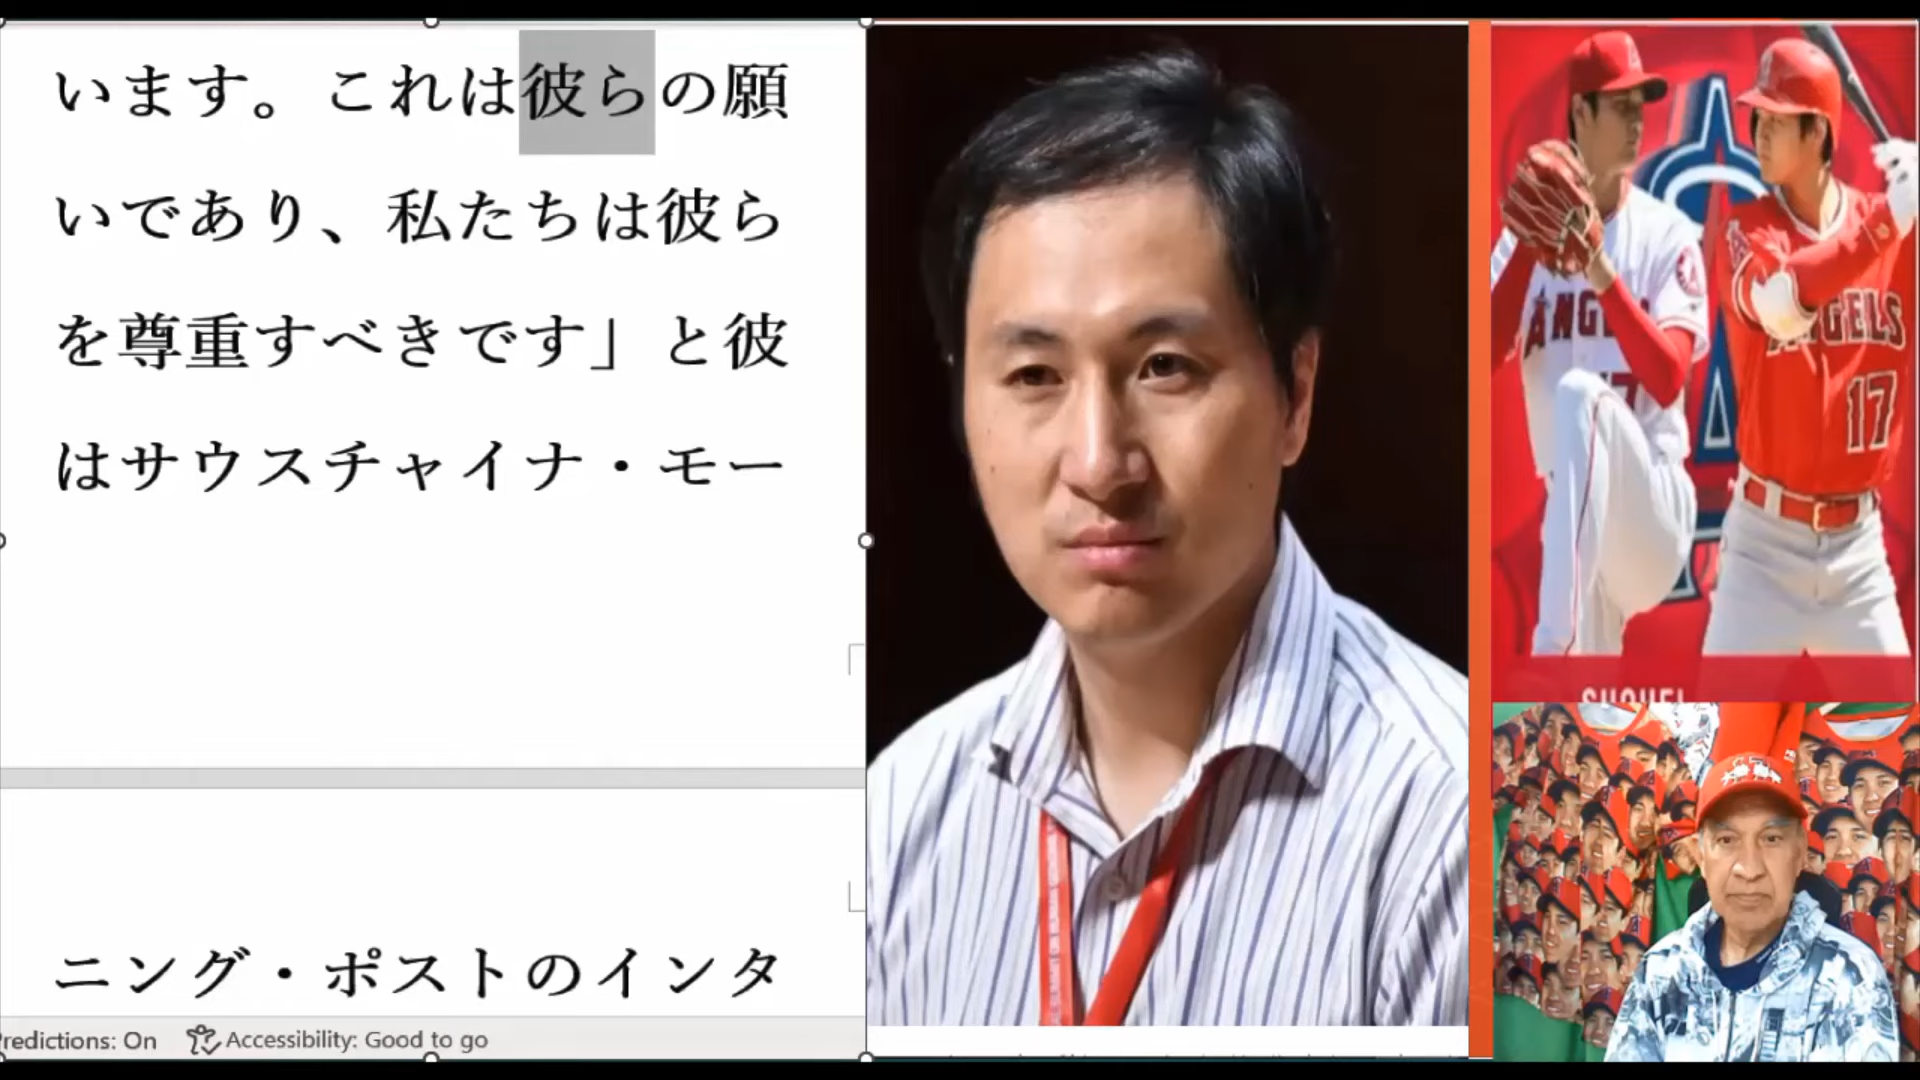 います。これは彼らの願
いであり、私たちは彼ら
を尊重すべきです」と彼
はサウスチャイナ・モー
ニング・ポストのインタ
redictions: On
Accessibility: Good to go
ANGELS
17